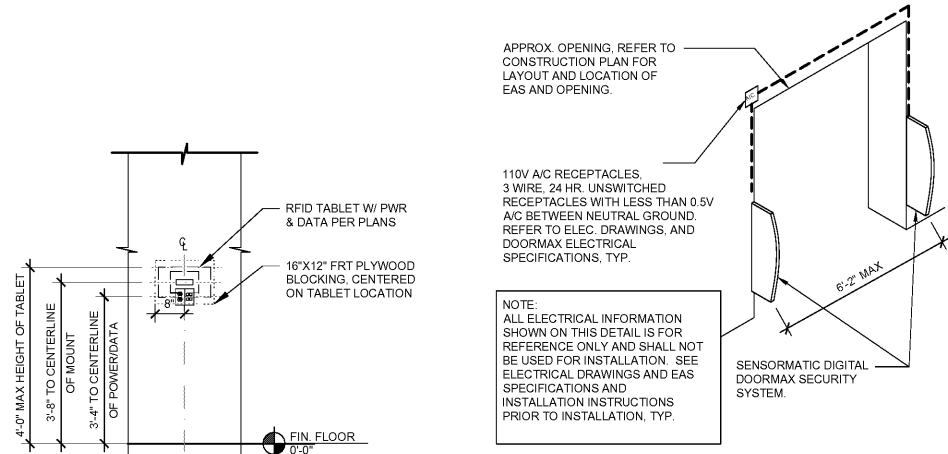 APPROX. OPENING, REFER TO
CONSTRUCTION PLAN FOR
LAYOUT AND LOCATION OF
EAS AND OPENING.
A/C
110V A/C RECEPTACLES,
3 WIRE, 24 HR. UNSWITCHED
RECEPTACLES WITH LESS THAN 0.5V
A/C BETWEEN NEUTRAL GROUND.
REFER TO ELEC. DRAWINGS, AND
DOORMAX ELECTRICAL
SPECIFICATIONS, TYP.
RFID TABLET W/ PWR
& DATA PER PLANS
16"X12" FRT PLYWOOD
BLOCKING, CENTERED
ON TABLET LOCATION
CL
8"
4'-0" MAX HEIGHT OF TABLET
3'-8" TO CENTERLINE
OF MOUNT
3'-4" TO CENTERLINE
OF POWER/DATA
FIN. FLOOR
0'-0"
NOTE:
ALL ELECTRICAL INFORMATION
SHOWN ON THIS DETAIL IS FOR
REFERENCE ONLY AND SHALL NOT
BE USED FOR INSTALLATION. SEE
ELECTRICAL DRAWINGS AND EAS
SPECIFICATIONS AND
INSTALLATION INSTRUCTIONS
PRIOR TO INSTALLATION, TYP.
6'-2" MAX
SENSORMATIC DIGITAL
DOORMAX SECURITY
SYSTEM.